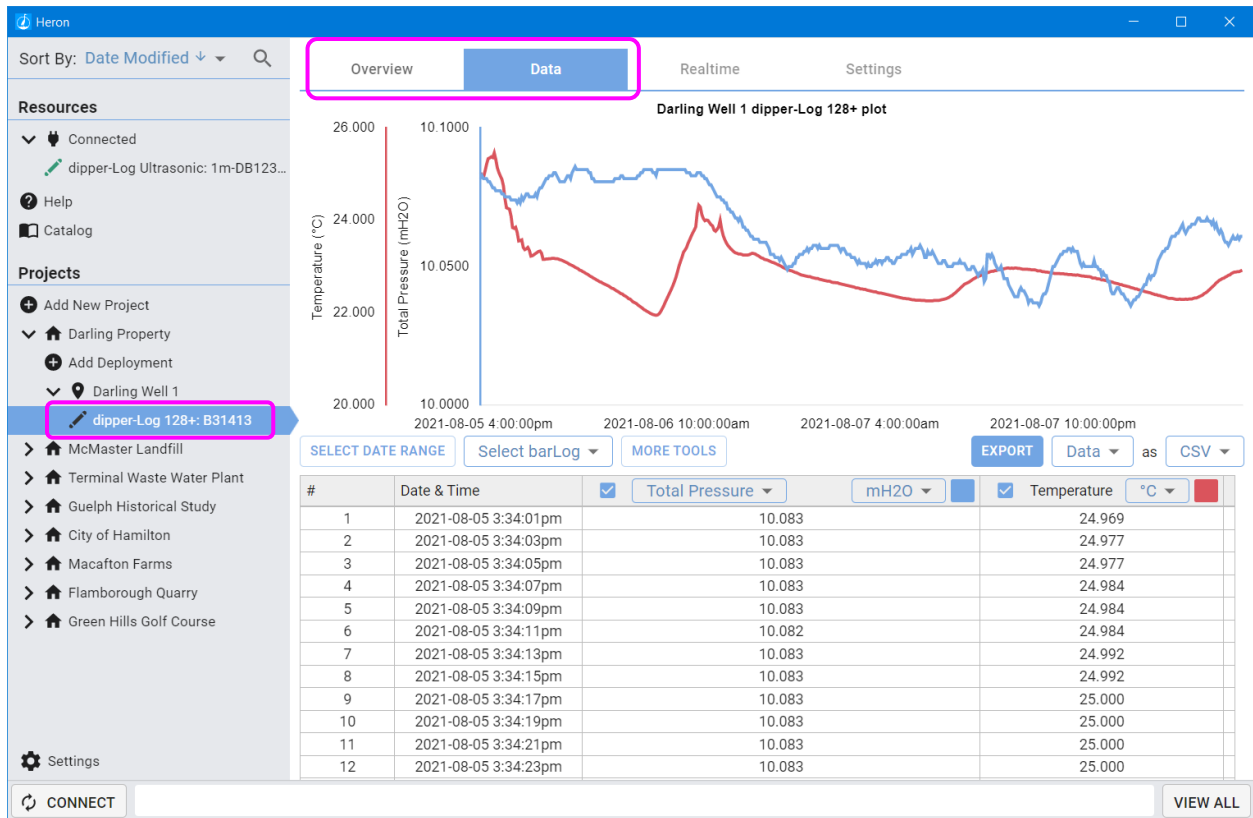 Heron
Sort By: Date Modified
Resources
Connected
dipper-Log Ultrasonic: 1m-DB123...
Help
Catalog
Projects
Add New Project
Darling Property
Add Deployment
Darling Well 1
dipper-Log 128+: B31413
McMaster Landfill
Terminal Waste Water Plant
Guelph Historical Study
City of Hamilton
Macafton Farms
Flamborough Quarry
Green Hills Golf Course
Settings
Overview Data Realtime Settings
Darling Well 1 dipper-Log 128+ plot
Temperature (°C)
26.000
24.000
22.000
20.000
Total Pressure (mH2O)
10.1000
10.0500
10.0000
2021-08-05 4:00:00pm 2021-08-06 10:00:00am 2021-08-07 4:00:00am 2021-08-07 10:00:00pm
SELECT DATE RANGE Select barLog MORE TOOLS EXPORT Data as CSV
# Date & Time Total Pressure mH2O Temperature °C
1 2021-08-05 3:34:01pm 10.083 24.969
2 2021-08-05 3:34:03pm 10.083 24.977
3 2021-08-05 3:34:05pm 10.083 24.977
4 2021-08-05 3:34:07pm 10.083 24.984
5 2021-08-05 3:34:09pm 10.083 24.984
6 2021-08-05 3:34:11pm 10.082 24.984
7 2021-08-05 3:34:13pm 10.083 24.992
8 2021-08-05 3:34:15pm 10.083 24.992
9 2021-08-05 3:34:17pm 10.083 25.000
10 2021-08-05 3:34:19pm 10.083 25.000
11 2021-08-05 3:34:21pm 10.083 25.000
12 2021-08-05 3:34:23pm 10.083 25.000
CONNECT VIEW ALL